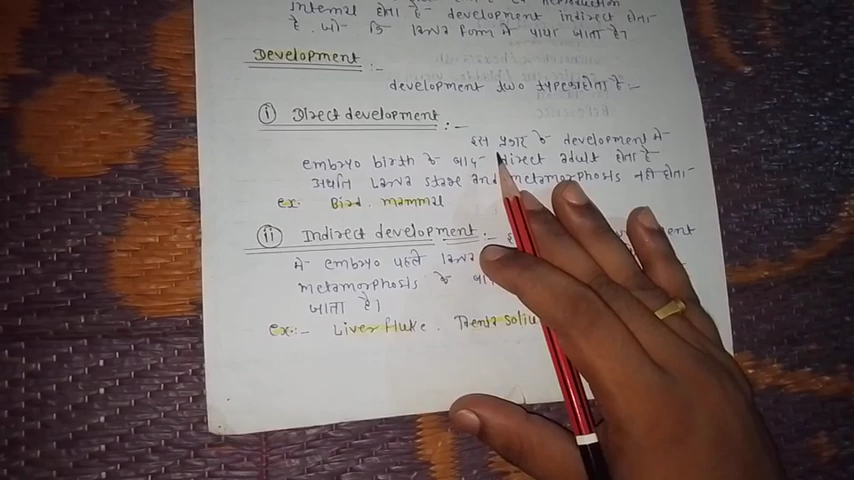 Internal होता है development indirect होता
है. जो कि larva form में पाया जाता है।
Development :-
development two type का होता है :-
(i) Direct development :-
इस प्रकार के development में
embryo birth के बाद direct adult होता है
अर्थात Larva stage and metamorphosis नहीं होता
ex: Bird. mammal
(ii) Indirect development :-
में embryo पहले larva
metamorphosis के
जाता है।
ex:- Liver fluke. Taenia soliu